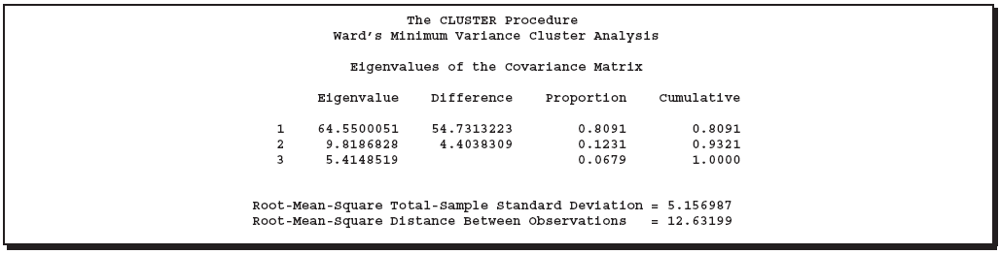 The CLUSTER Procedure
Ward's Minimum Variance Cluster Analysis
Eigenvalues of the Covariance Matrix
Eigenvalue Difference Proportion Cumulative
1 64.5500051 54.7313223 0.8091 0.8091
2 9.8186828 4.4038309 0.1231 0.9321
3 5.4148519 0.0679 1.0000
Root-Mean-Square Total-Sample Standard Deviation = 5.156987
Root-Mean-Square Distance Between Observations = 12.63199